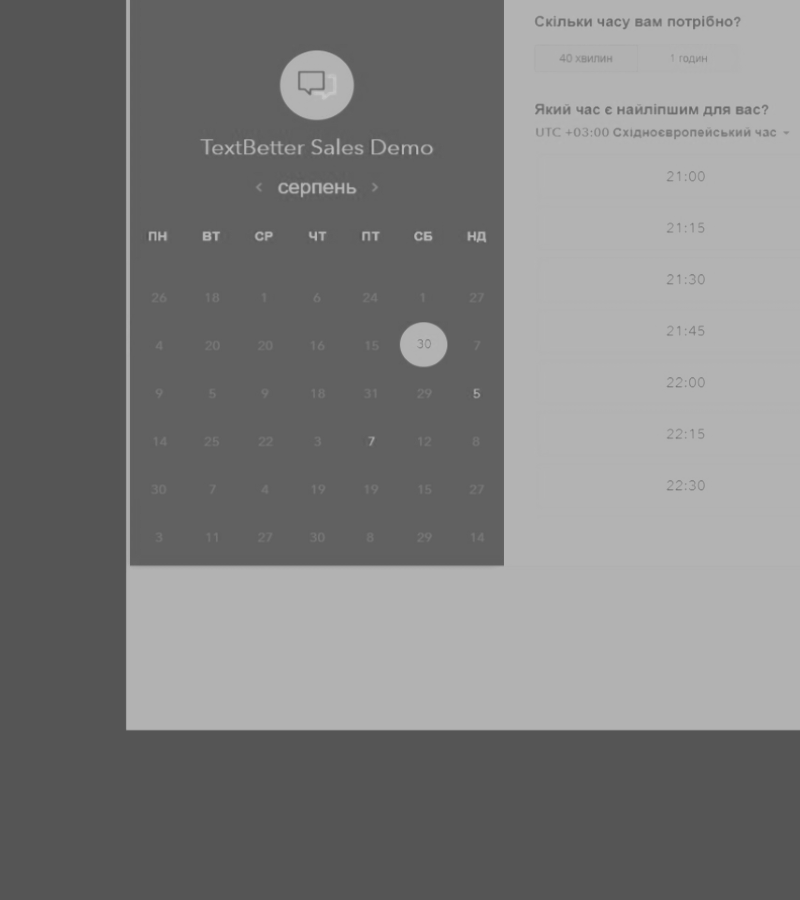 Скільки часу вам потрібно?
40 хвилин 1 годин
Який час є найліпшим для вас?
UTC +03:00 Східноєвропейський час
21:00
21:15
21:30
21:45
22:00
22:15
22:30
TextBetter Sales Demo
серпень
ПН ВТ СР ЧТ ПТ СБ НД
26 18 1 6 24 1 27
4 20 20 16 15 30 7
9 5 9 18 31 29 5
14 25 22 3 7 12 8
30 7 4 19 19 15 27
3 11 27 30 8 29 14